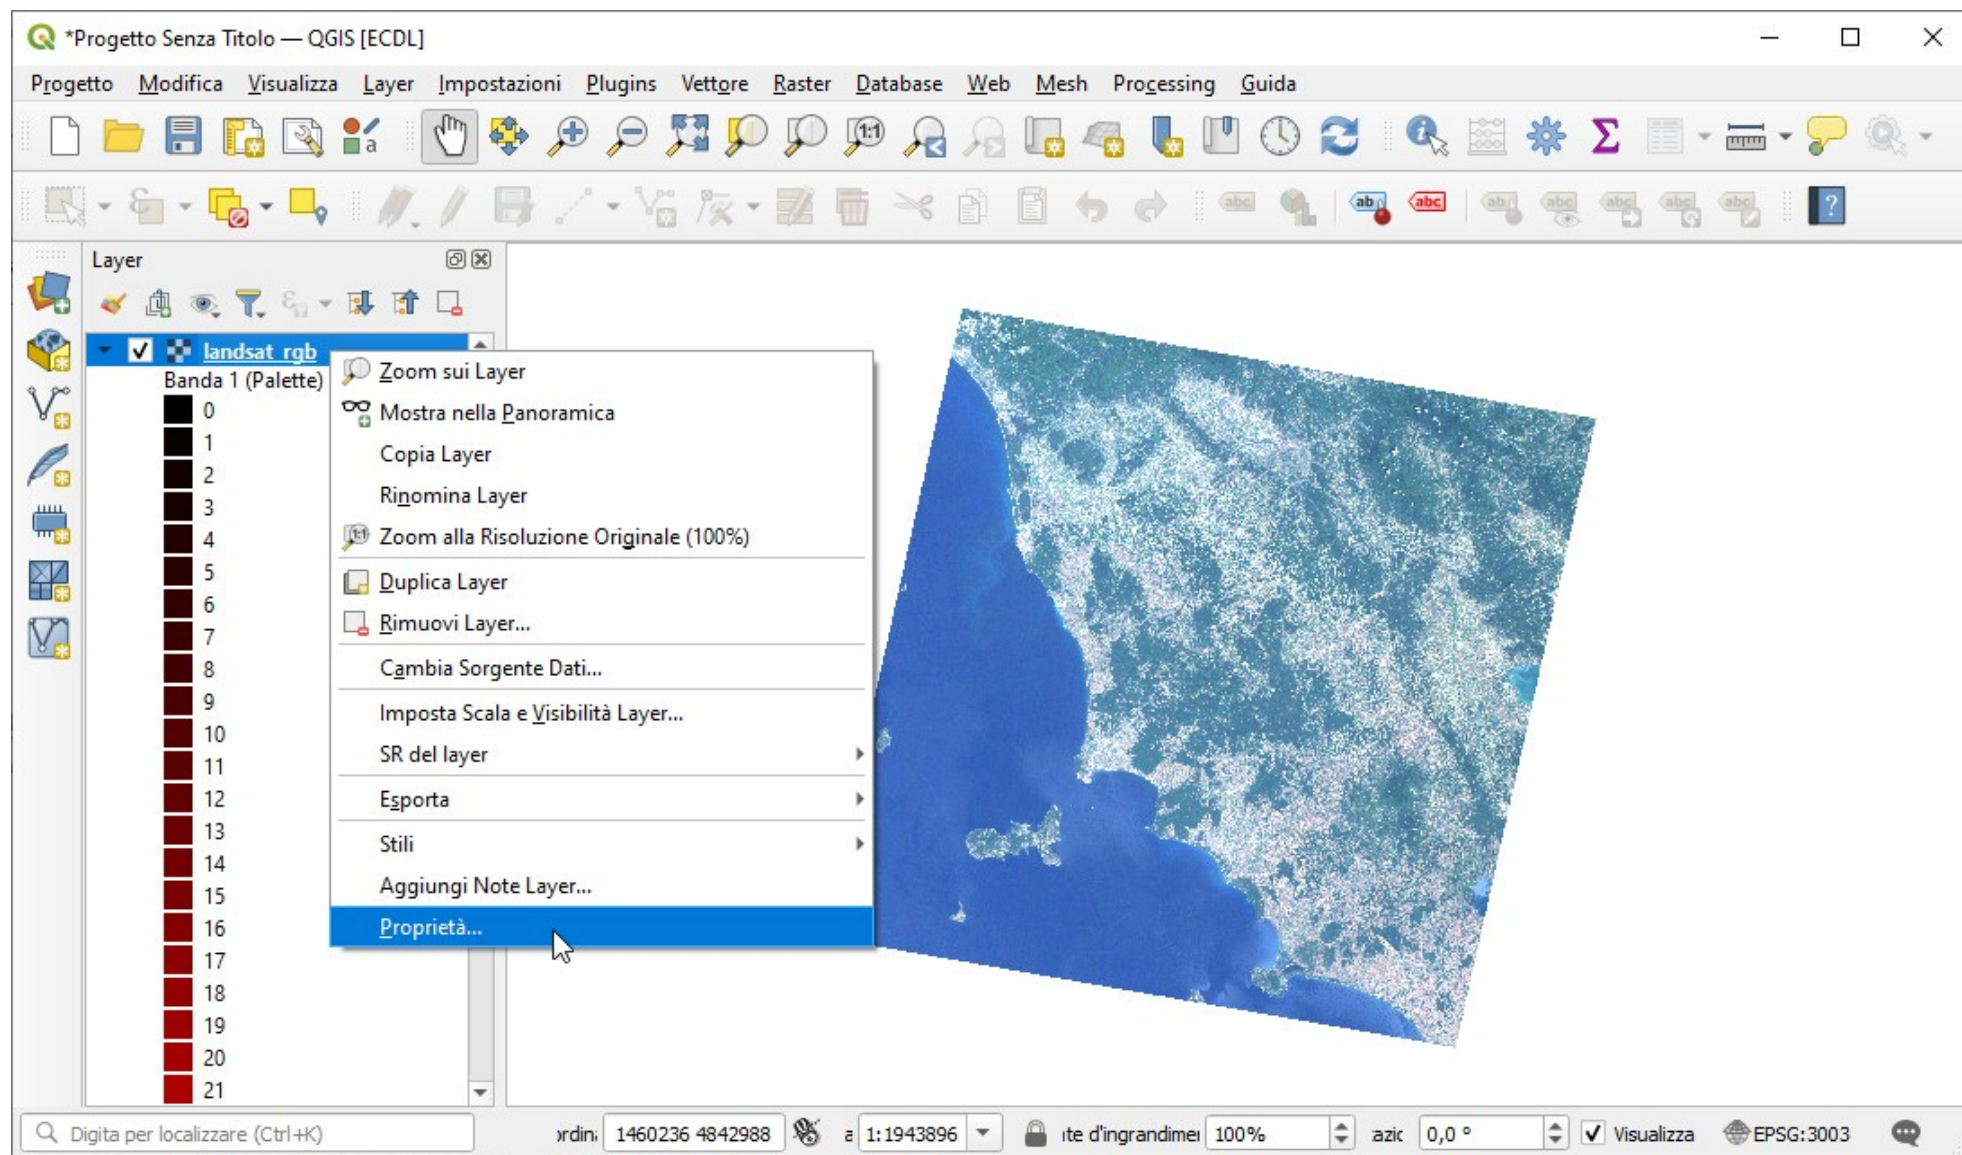 *Progetto Senza Titolo — QGIS [ECDL]
Progetto Modifica Visualizza Layer Impostazioni Plugins Vettore Raster Database Web Mesh Processing Guida
Layer
landsat_rgb
Banda 1 (Palette)
0
1
2
3
4
5
6
7
8
9
10
11
12
13
14
15
16
17
18
19
20
21
Zoom sui Layer
Mostra nella Panoramica
Copia Layer
Rinomina Layer
Zoom alla Risoluzione Originale (100%)
Duplica Layer
Rimuovi Layer...
Cambia Sorgente Dati...
Imposta Scala e Visibilità Layer...
SR del layer
Esporta
Stili
Aggiungi Note Layer...
Proprietà...
Digita per localizzare (Ctrl+K) 1460236 4842988 1:1943896 100% 0,0 ° Visualizza EPSG:3003